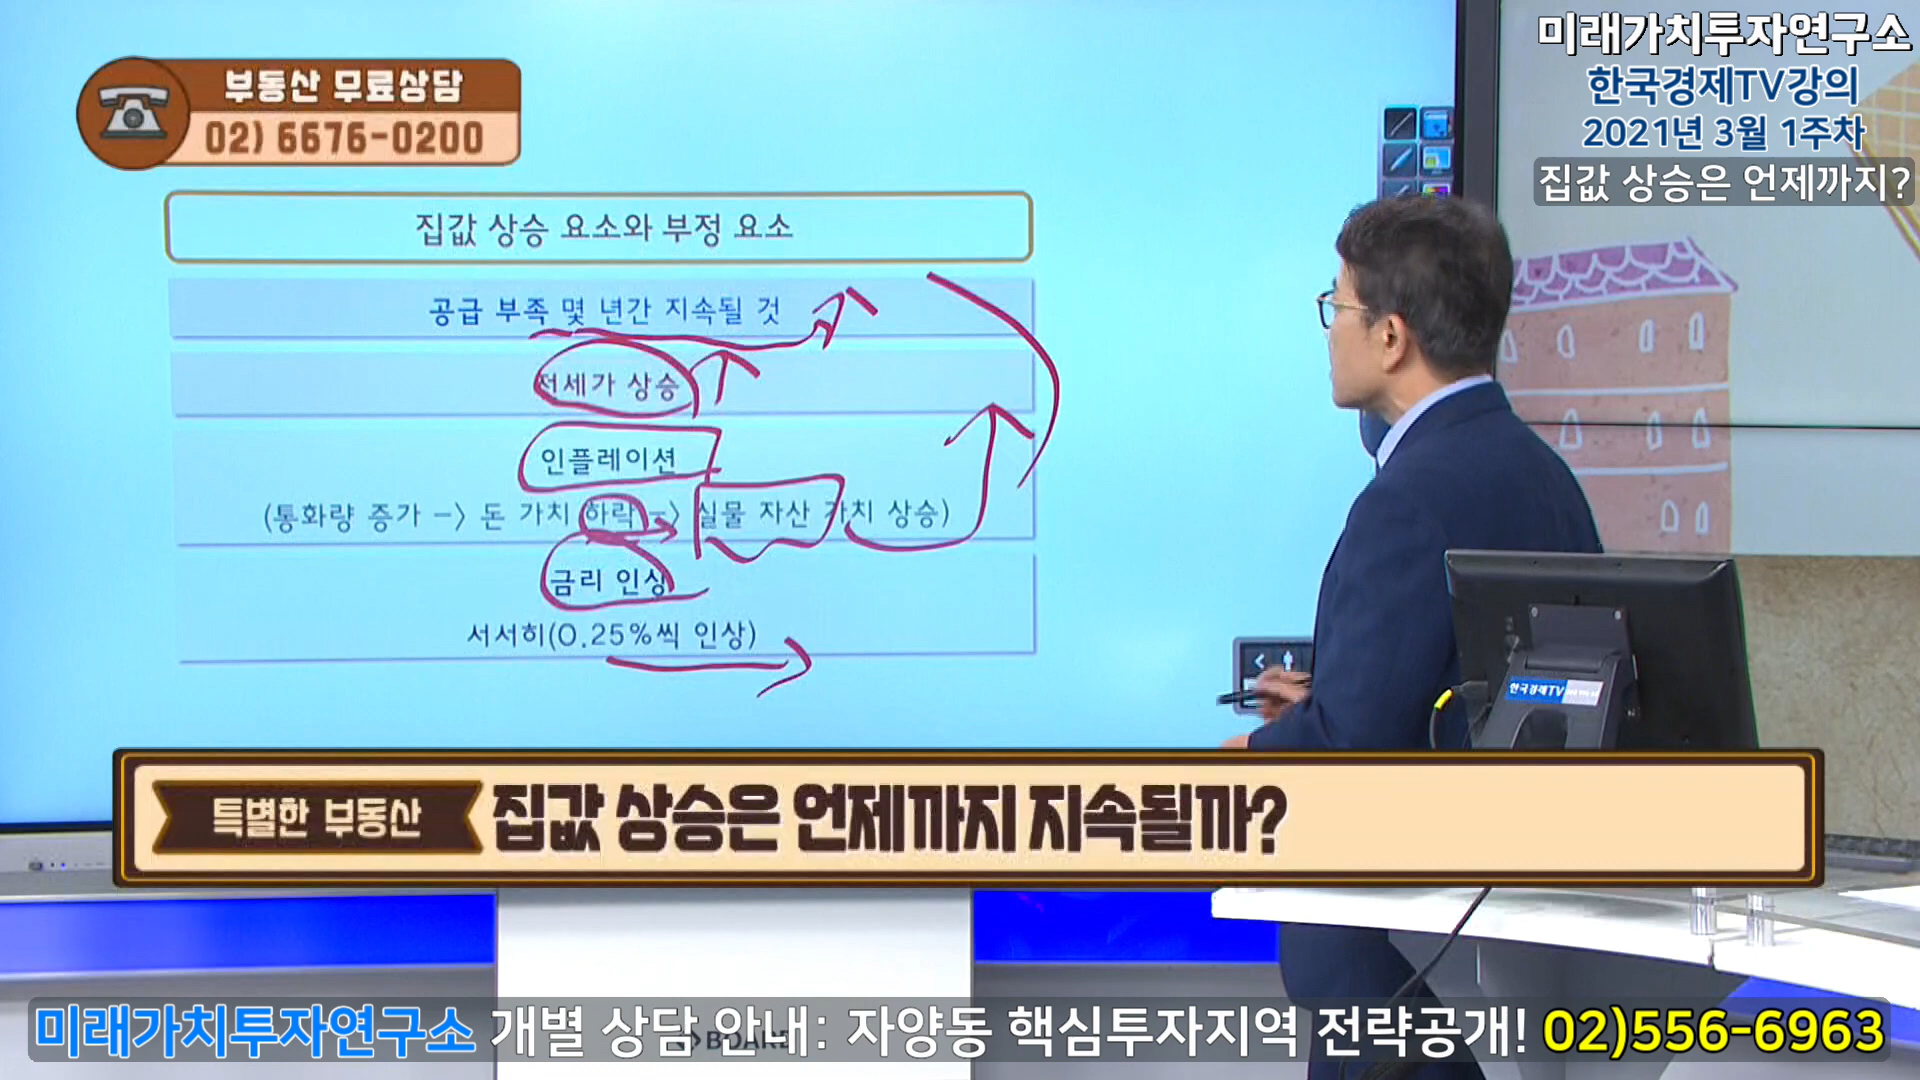 부동산 무료상담
02) 6676-0200
미래가치투자연구소
한국경제TV강의
2021년 3월 1주차
집값 상승은 언제까지?
집값 상승 요소와 부정 요소
공급 부족 몇 년간 지속될 것
전세가 상승
인플레이션
(통화량 증가 -> 돈 가치 하락 -> 실물 자산 가치 상승)
금리 인상
서서히(0.25%씩 인상)
한국경제TV
특별한 부동산
집값 상승은 언제까지 지속될까?
미래가치투자연구소 개별 상담 안내: 자양동 핵심투자지역 전략공개! 02)556-6963